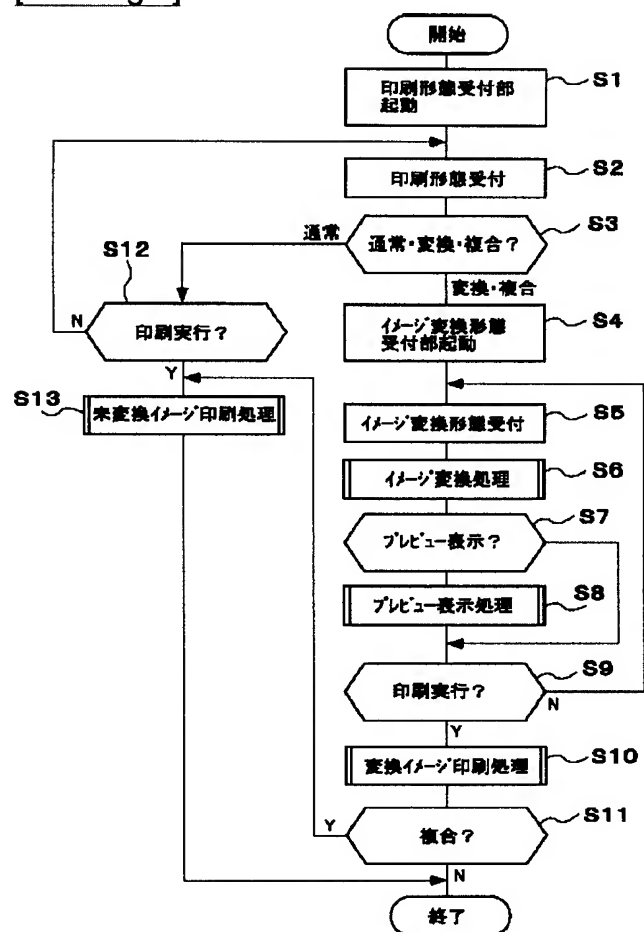 開始
印刷形態受付部
起動
S1
印刷形態受付
S2
通常・変換・複合?
S3
通常
変換・複合
S12
印刷実行?
N
Y
イメージ変換形態
受付部起動
S4
S13
未変換イメージ印刷処理
イメージ変換形態受付
S5
イメージ変換処理
S6
プレビュー表示?
S7
プレビュー表示処理
S8
印刷実行?
S9
N
Y
変換イメージ印刷処理
S10
複合?
S11
Y
N
終了